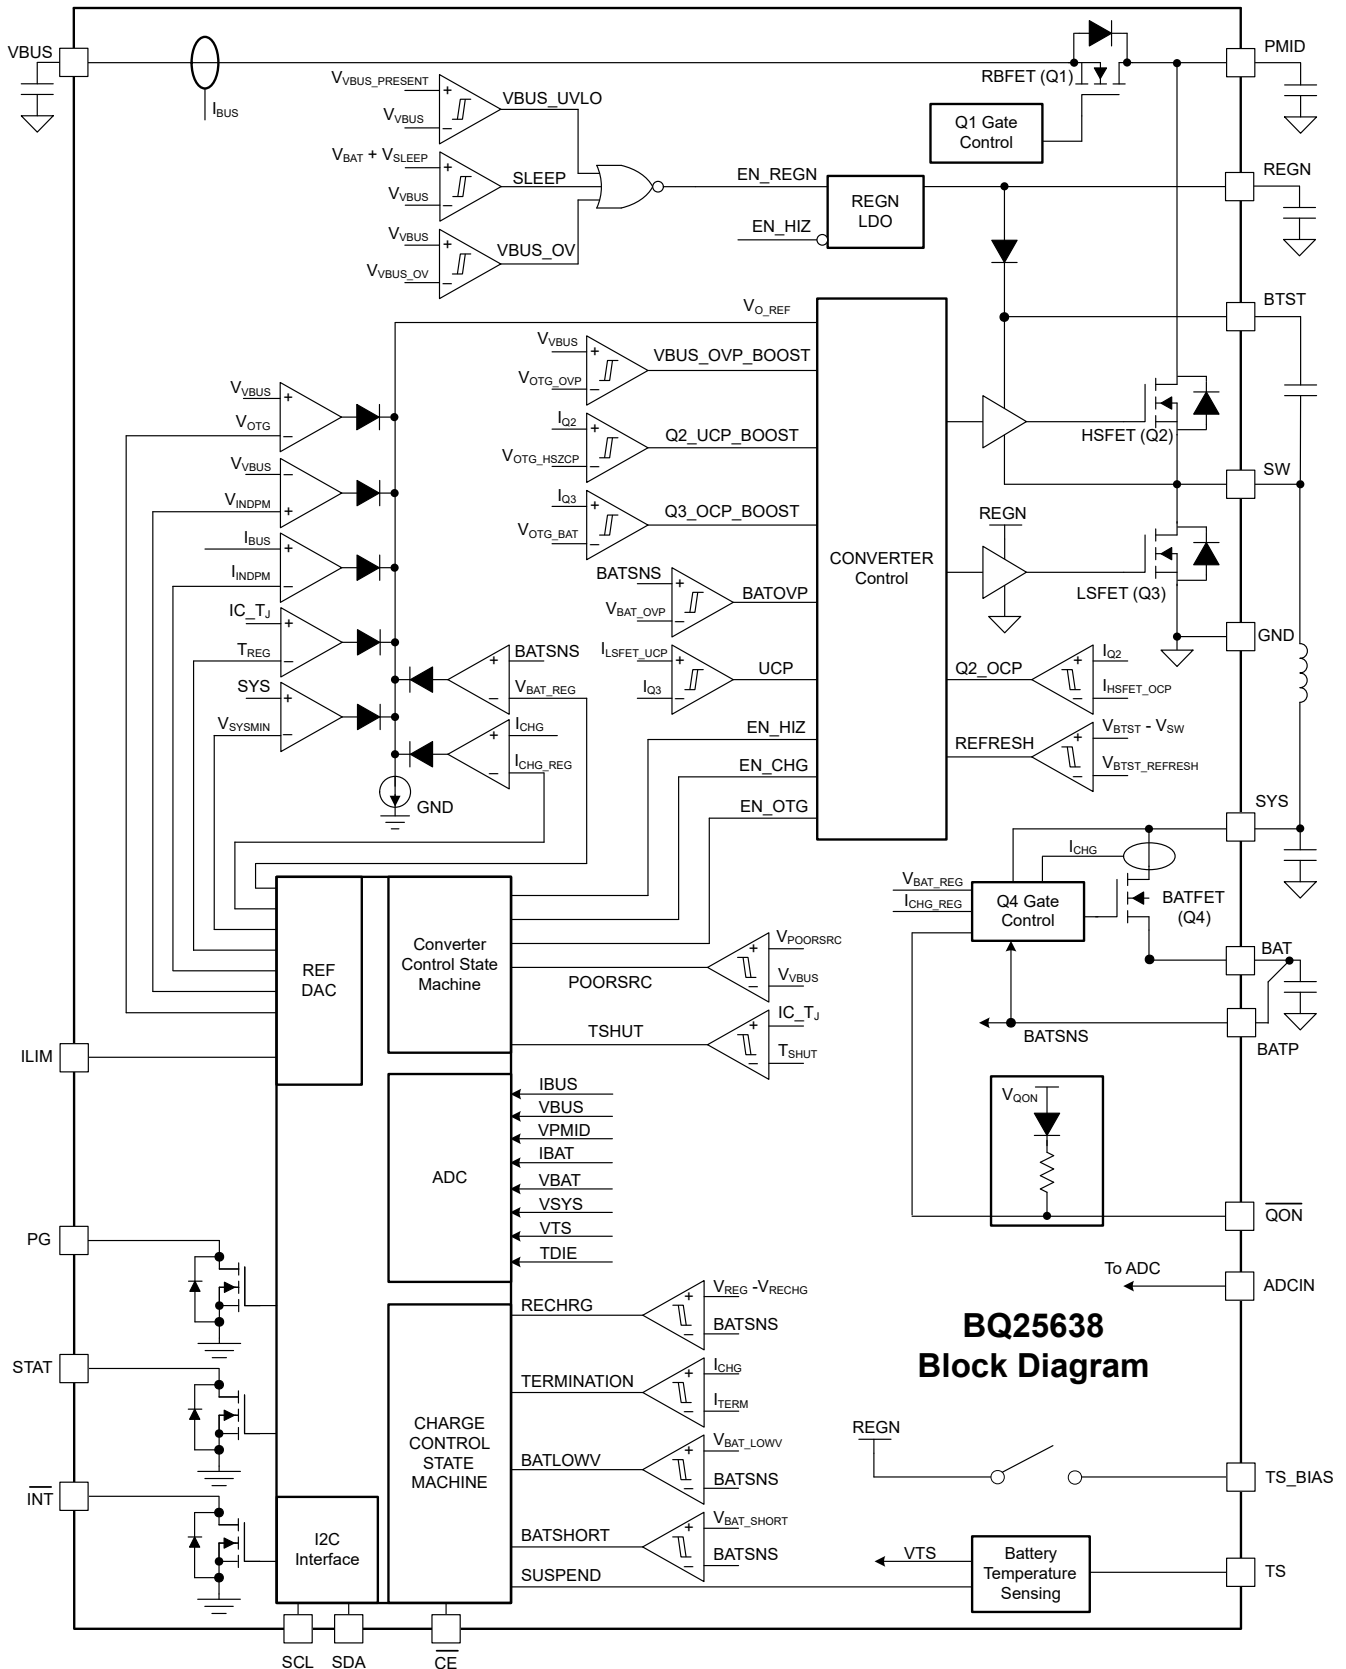 VBUS
IBUS
RBFET (Q1)
PMID
Q1 Gate
Control
VVBUS_PRESENT
+
VVBUS
−
VBUS_UVLO
VBAT + VSLEEP
+
VVBUS
−
SLEEP
VVBUS
+
VVBUS_OV
−
VBUS_OV
EN_REGN
EN_HIZ
REGN
LDO
REGN
BTST
VO_REF
VVBUS
+
VOTG_OVP
−
VBUS_OVP_BOOST
IQ2
+
VOTG_HSZCP
−
Q2_UCP_BOOST
IQ3
+
VOTG_BAT
−
Q3_OCP_BOOST
BATSNS
+
VBAT_OVP
−
BATOVP
ILSFET_UCP
+
IQ3
−
UCP
EN_HIZ
EN_CHG
EN_OTG
CONVERTER
Control
HSFET (Q2)
SW
REGN
LSFET (Q3)
GND
Q2_OCP
+
IQ2
−
IHSFET_OCP
REFRESH
+
VBTST - VSW
−
VBTST_REFRESH
VVBUS
+
VOTG
−
VVBUS
−
VINDPM
+
IBUS
+
IINDPM
−
IC_TJ
+
TREG
−
SYS
+
VSYSMIN
−
+
BATSNS
−
VBAT_REG
+
ICHG
−
ICHG_REG
GND
SYS
ICHG
VBAT_REG
ICHG_REG
Q4 Gate
Control
BATFET
(Q4)
BAT
BATSNS
BATP
REF
DAC
Converter
Control State
Machine
POORSRC
+
VPOORSRC
−
VVBUS
TSHUT
+
IC_TJ
−
TSHUT
ILIM
ADC
IBUS
VBUS
VPMID
IBAT
VBAT
VSYS
VTS
TDIE
VQON
QON
To ADC
ADCIN
PG
STAT
INT
CHARGE
CONTROL
STATE
MACHINE
RECHRG
+
VREG -VRECHG
−
BATSNS
TERMINATION
+
ICHG
−
ITERM
BATLOWV
+
VBAT_LOWV
−
BATSNS
BATSHORT
+
VBAT_SHORT
−
BATSNS
SUSPEND
BQ25638
Block Diagram
REGN
TS_BIAS
VTS
Battery
Temperature
Sensing
TS
I2C
Interface
SCL
SDA
CE